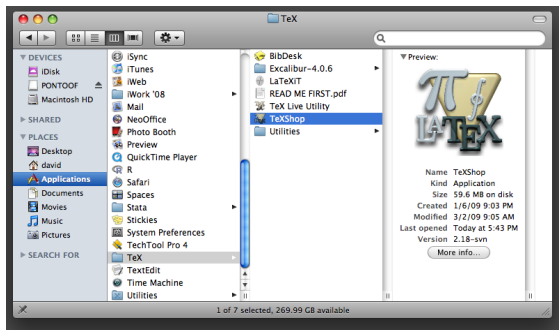 TeX
DEVICES
iDisk
PONTOOF
Macintosh HD
SHARED
PLACES
Desktop
david
Applications
Documents
Movies
Music
Pictures
SEARCH FOR
iSync
iTunes
iWeb
iWork '08
Mail
NeoOffice
Photo Booth
Preview
QuickTime Player
R
Safari
Spaces
Stata
Stickies
System Preferences
TechTool Pro 4
TeX
TextEdit
Time Machine
Utilities
BibDesk
Excalibur-4.0.6
LaTeXiT
READ ME FIRST.pdf
TeX Live Utility
TeXShop
Utilities
Preview:
π
LATEX
Name TeXShop
Kind Application
Size 59.6 MB on disk
Created 1/6/09 9:03 PM
Modified 3/2/09 9:05 AM
Last opened Today at 5:43 PM
Version 2.18-svn
More info...
1 of 7 selected, 269.99 GB available